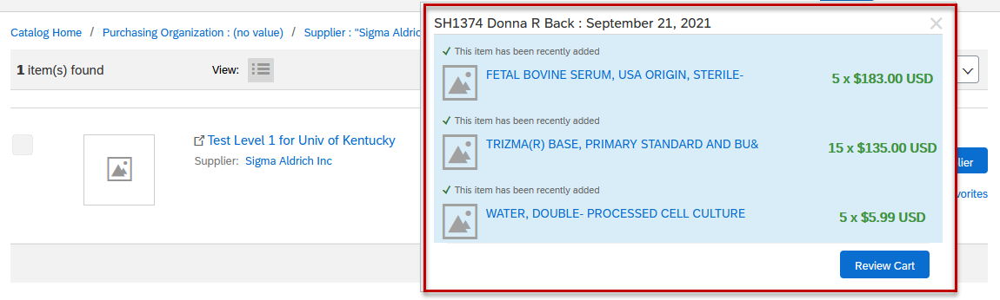 Catalog Home / Purchasing Organization : (no value) / Supplier : "Sigma Aldric
1 item(s) found
View:
Test Level 1 for Univ of Kentucky
Supplier: Sigma Aldrich Inc
SH1374 Donna R Back : September 21, 2021
This item has been recently added
FETAL BOVINE SERUM, USA ORIGIN, STERILE-
5 x $183.00 USD
This item has been recently added
TRIZMA(R) BASE, PRIMARY STANDARD AND BU&
15 x $135.00 USD
This item has been recently added
WATER, DOUBLE- PROCESSED CELL CULTURE
5 x $5.99 USD
Review Cart
lier
vorites